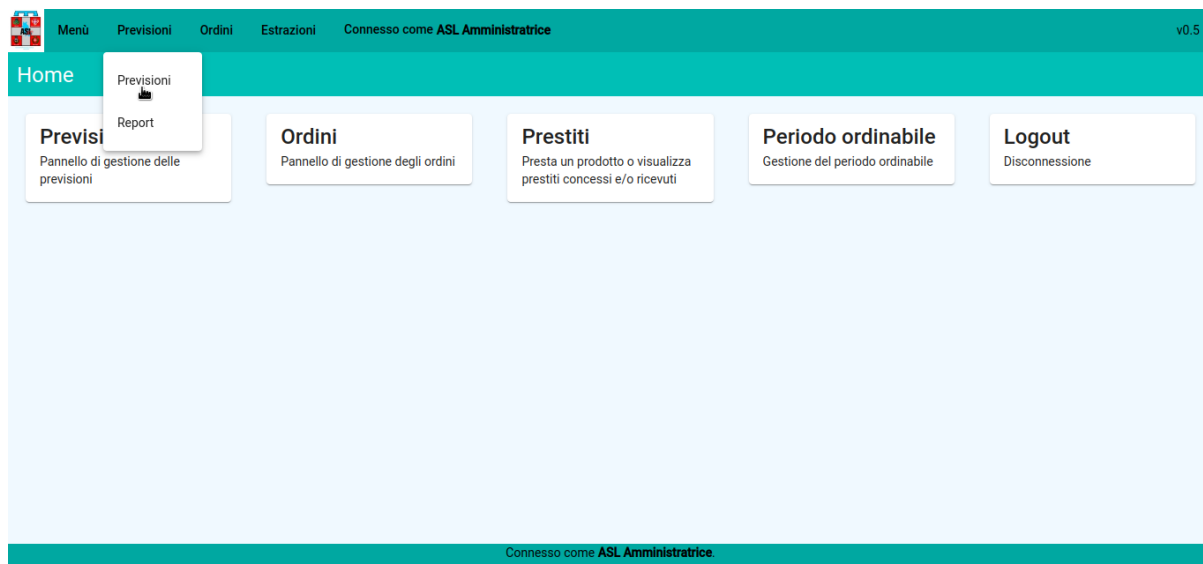 ASL Menù Previsioni Ordini Estrazioni Connesso come ASL Amministratrice v0.5
Home
Previsioni
Report
Previsi
Pannello di gestione delle
previsioni
Ordini
Pannello di gestione degli ordini
Prestiti
Presta un prodotto o visualizza
prestiti concessi e/o ricevuti
Periodo ordinabile
Gestione del periodo ordinabile
Logout
Disconnessione
Connesso come ASL Amministratrice.